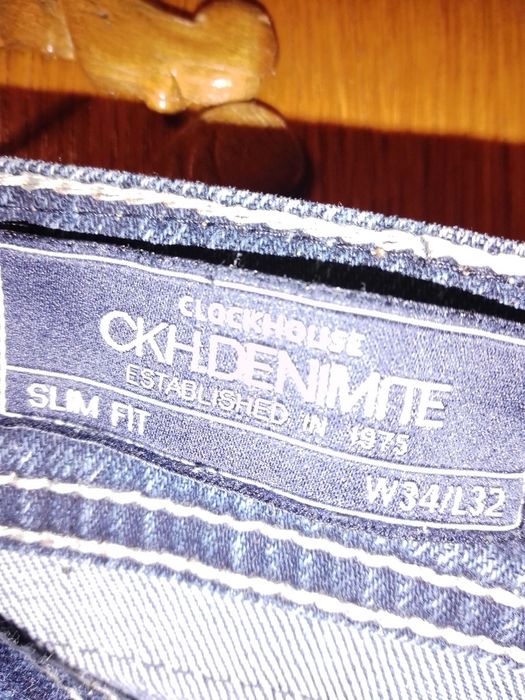 CLOCKHOUSE
CKH.DENIMITE
ESTABLISHED IN 1975
SLIM FIT
W34/L32